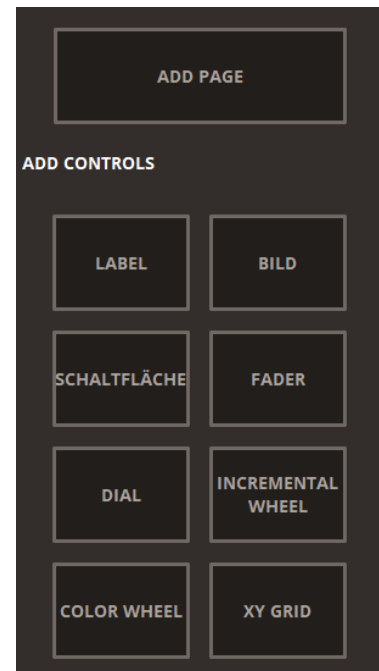 ADD PAGE
ADD CONTROLS
LABEL
BILD
SCHALTFLÄCHE
FADER
DIAL
INCREMENTAL
WHEEL
COLOR WHEEL
XY GRID